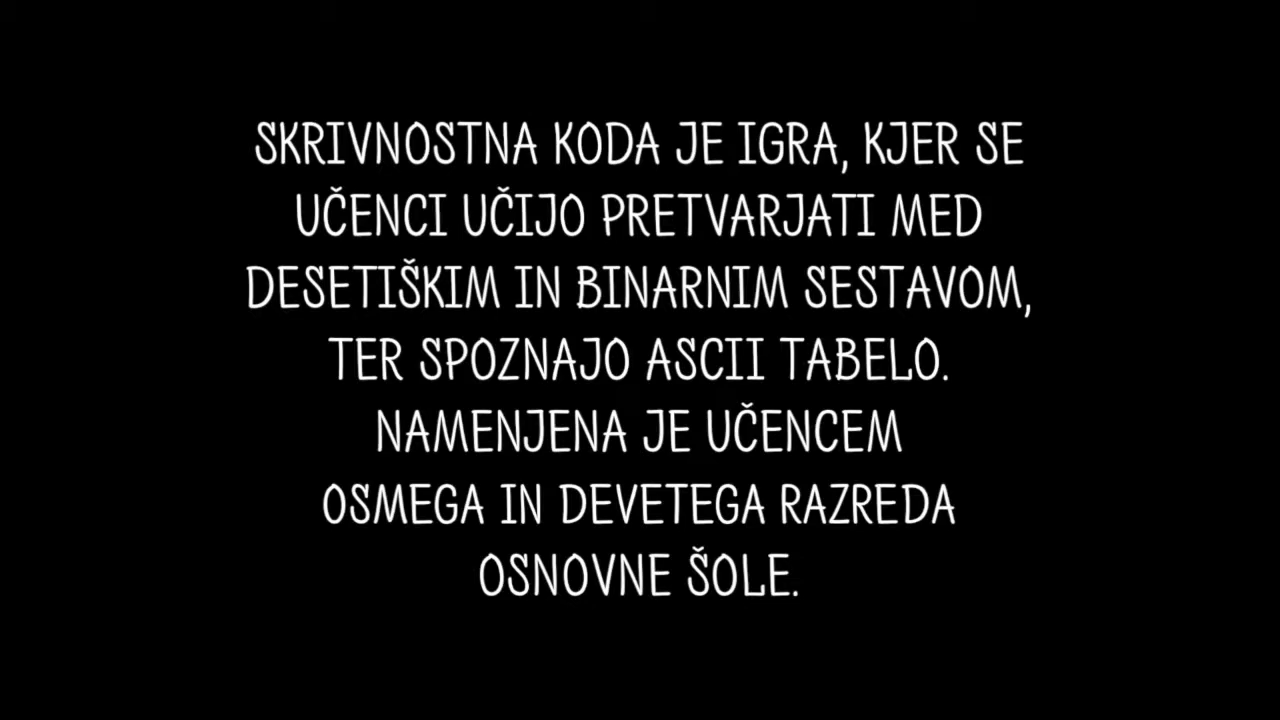 SKRIVNOSTNA KODA JE IGRA, KJER SE
UČENCI UČIJO PRETVARJATI MED
DESETIŠKIM IN BINARNIM SESTAVOM,
TER SPOZNAJO ASCII TABELO.
NAMENJENA JE UČENCEM
OSMEGA IN DEVETEGA RAZREDA
OSNOVNE ŠOLE.